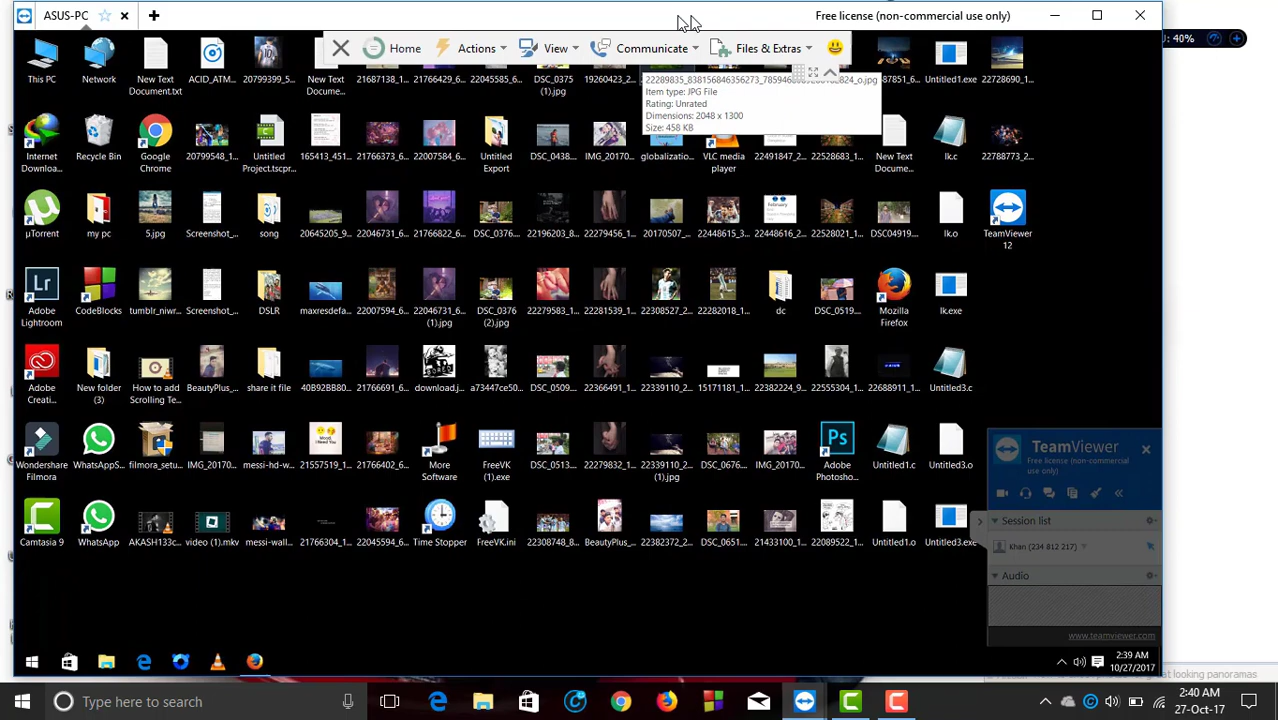 ASUS-PC
Free license (non-commercial use only)
U: 40%
Home
Actions
View
Communicate
Files & Extras
This PC
Network
New Text Document.txt
ACID_ATM...
20799399_5...
New Text Docume...
21687138_1...
21766429_6...
22045585_6...
DSC_0375 (1).jpg
19260423_2...
Item type: JPG File
Rating: Unrated
Dimensions: 2048 x 1300
Size: 458 KB
Untitled1.exe
22728690_1...
Internet Downloa...
Recycle Bin
Google Chrome
20799548_1...
Untitled Project.tscpr...
165413_451...
21766373_6...
22007584_6...
Untitled Export
DSC_0438...
IMG_20170...
globalizatio...
VLC media player
22491847_2...
22528683_1...
New Text Docume...
lk.c
22788773_2...
µTorrent
my pc
5.jpg
Screenshot_...
song
20645205_9...
22046731_6...
21766822_6...
DSC_0376...
22196203_8...
22279456_1...
20170507_...
22448615_3...
22448616_2...
22528021_1...
DSC04919...
lk.o
TeamViewer 12
Adobe Lightroom
CodeBlocks
tumblr_niwr...
Screenshot_...
DSLR
maxresdefa...
22007594_6...
22046731_6... (1).jpg
DSC_0376 (2).jpg
22279583_1...
22281539_1...
22308527_2...
22282018_1...
dc
DSC_0519...
Mozilla Firefox
lk.exe
Adobe Creati...
New folder (3)
How to add Scrolling Te...
BeautyPlus_...
share it file
40B92BB80...
21766691_6...
download.j...
a73447ce50...
DSC_0509...
22366491_1...
22339110_2...
15171181_1...
22382224_9...
22555304_1...
22688911_1...
Untitled3.c
Wondershare Filmora
WhatsAppS...
filmora_setu...
IMG_20170...
messi-hd-w...
21557519_1...
21766402_6...
More Software
FreeVK (1).exe
DSC_0513...
22279832_1...
22339110_2... (1).jpg
DSC_0676...
IMG_20170...
Adobe Photosho...
Untitled1.c
Untitled3.o
Camtasia 9
WhatsApp
AKASH133c...
video (1).mkv
messi-wall...
21766304_1...
22045594_6...
Time Stopper
FreeVK.ini
22308748_8...
BeautyPlus_...
22382372_2...
DSC_0651...
21433100_1...
22089522_1...
Untitled1.o
Untitled3.exe
TeamViewer
Free license (non-commercial use only)
Session list
Khan (234 812 217)
Audio
www.teamviewer.com
2:39 AM
10/27/2017
great looking panoramas
Type here to search
2:40 AM
27-Oct-17